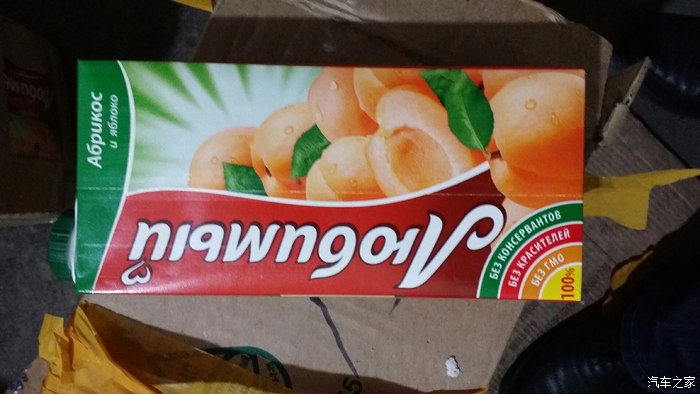 Абрикос
и яблоко
Любимый
БЕЗ КОНСЕРВАНТОВ
БЕЗ КРАСИТЕЛЕЙ
БЕЗ ГМО
100%
汽车之家